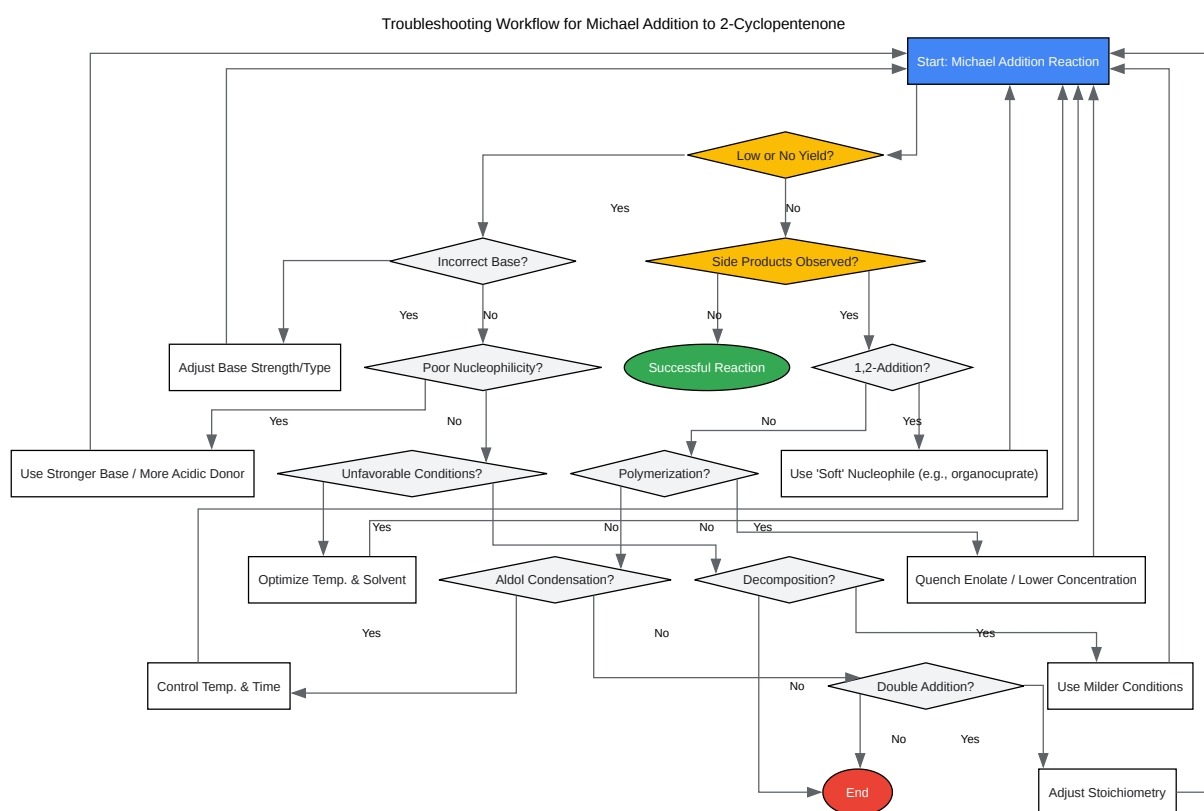 Troubleshooting Workflow for Michael Addition to 2-Cyclopentenone
Start: Michael Addition Reaction
Low or No Yield?
Yes
No
Incorrect Base?
Side Products Observed?
Yes
No
No
Yes
Adjust Base Strength/Type
Poor Nucleophilicity?
Successful Reaction
1,2-Addition?
Yes
No
No
Yes
Use Stronger Base / More Acidic Donor
Unfavorable Conditions?
Polymerization?
Use 'Soft' Nucleophile (e.g., organocuprate)
Yes
No
No
Yes
Optimize Temp. & Solvent
Aldol Condensation?
Decomposition?
Quench Enolate / Lower Concentration
Yes
No
Yes
Control Temp. & Time
No
Double Addition?
Use Milder Conditions
No
Yes
End
Adjust Stoichiometry